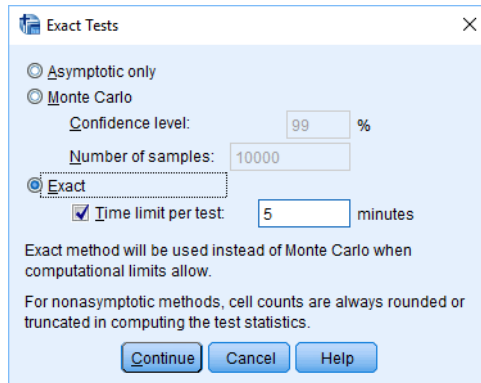 Exact Tests
Asymptotic only
Monte Carlo
Confidence level: 99 %
Number of samples: 10000
Exact
Time limit per test: 5 minutes
Exact method will be used instead of Monte Carlo when
computational limits allow.
For nonasymptotic methods, cell counts are always rounded or
truncated in computing the test statistics.
Continue Cancel Help